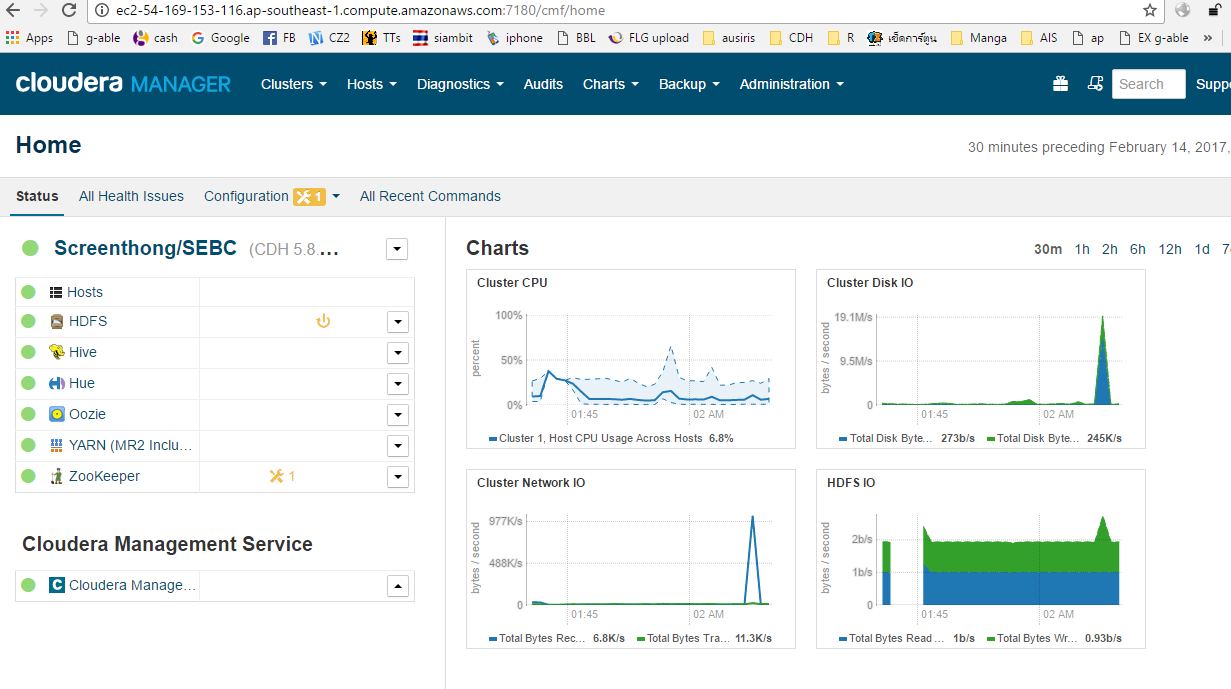 ec2-54-169-153-116.ap-southeast-1.compute.amazonaws.com:7180/cmf/home
Apps g-able cash Google FB CZ2 TTs siambit iphone BBL FLG upload ausiris CDH R เฮ็ดการ์ตูน Manga AIS ap EX g-able »
cloudera MANAGER Clusters Hosts Diagnostics Audits Charts Backup Administration Search Suppo
Home
30 minutes preceding February 14, 2017,
Status All Health Issues Configuration 1 All Recent Commands
Screenthong/SEBC (CDH 5.8....
Hosts
HDFS
Hive
Hue
Oozie
YARN (MR2 Inclu...
ZooKeeper 1
Cloudera Management Service
C Cloudera Manage...
Charts
30m 1h 2h 6h 12h 1d 7
Cluster CPU
percent
100%
50%
0%
01:45 02 AM
Cluster 1, Host CPU Usage Across Hosts 6.8%
Cluster Disk IO
bytes / second
19.1M/s
9.5M/s
0
01:45 02 AM
Total Disk Byte... 273b/s Total Disk Byte... 245K/s
Cluster Network IO
bytes / second
977K/s
488K/s
0
01:45 02 AM
Total Bytes Rec... 6.8K/s Total Bytes Tra... 11.3K/s
HDFS IO
bytes / second
2b/s
1b/s
0
01:45 02 AM
Total Bytes Read ... 1b/s Total Bytes Wr... 0.93b/s